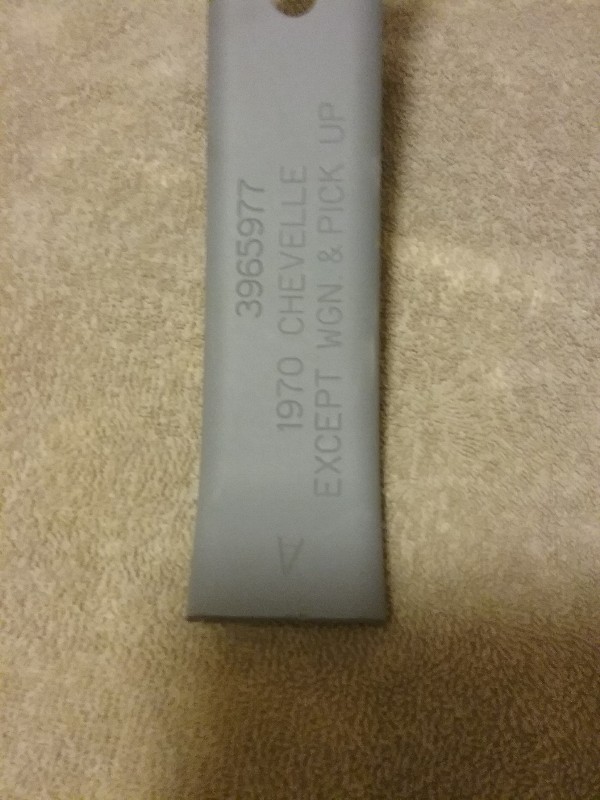 3965977
1970 CHEVELLE
EXCEPT WGN. & PICK UP
A